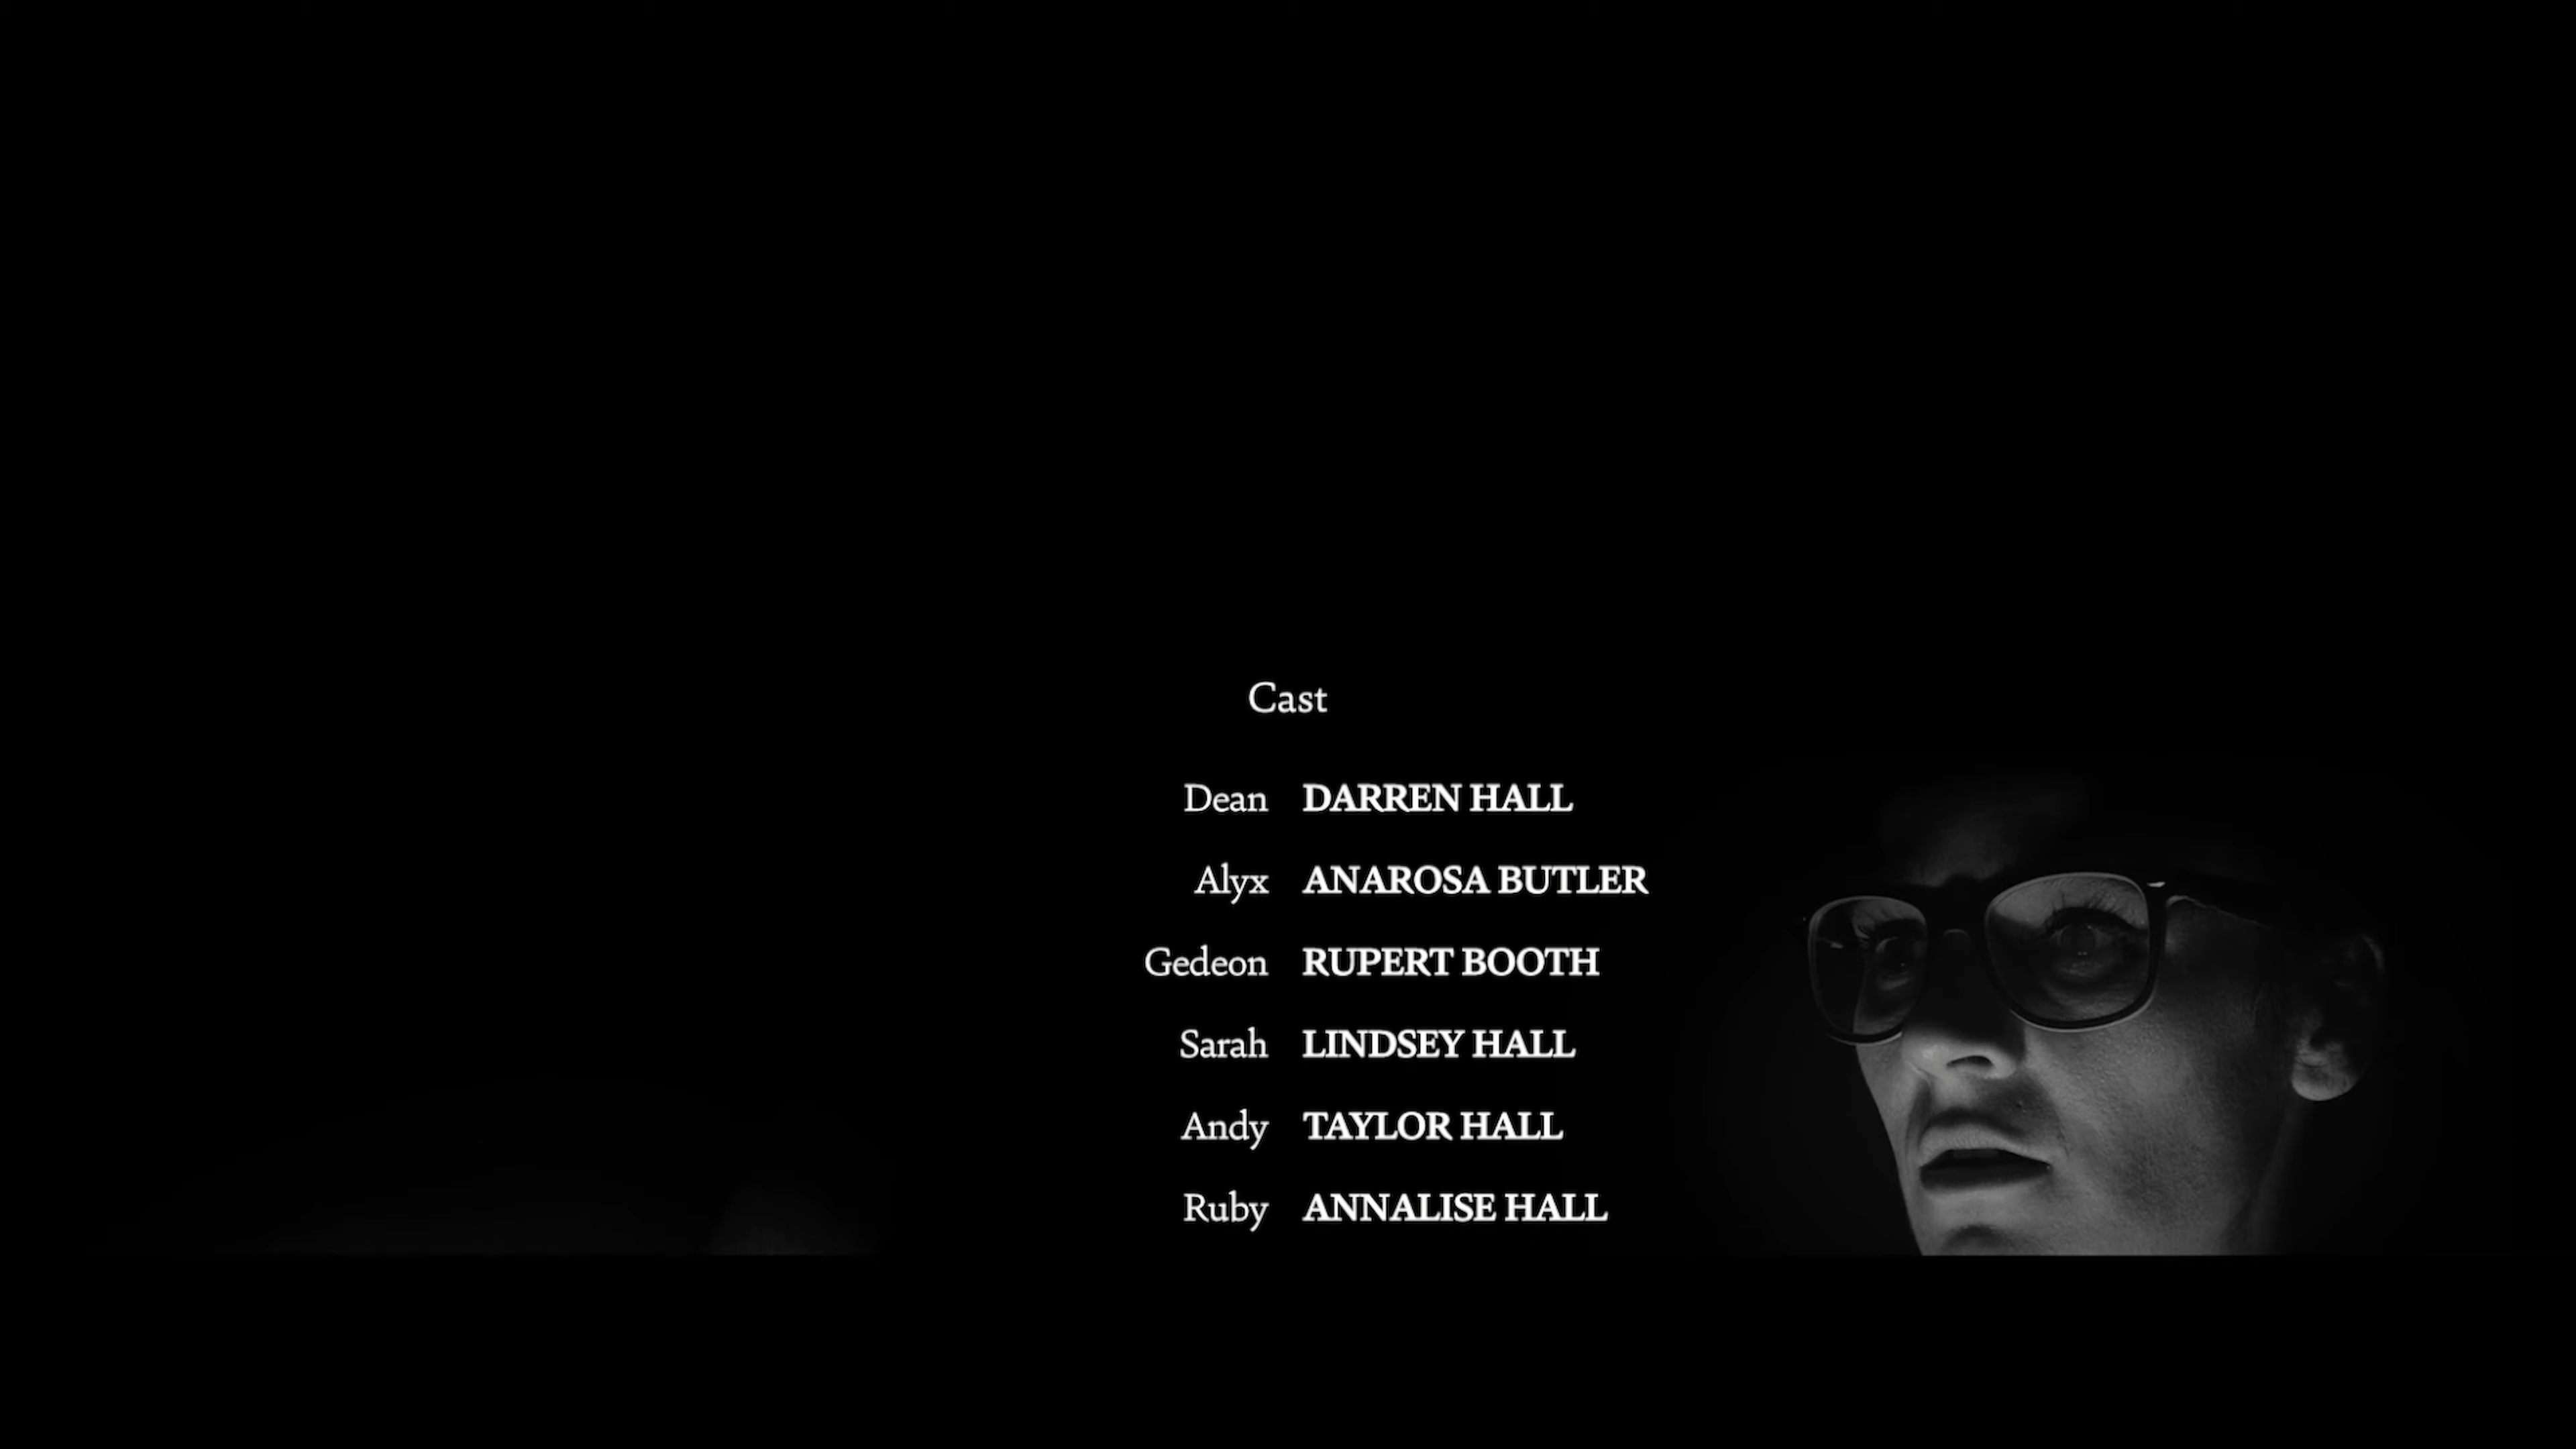 Cast
Dean DARREN HALL
Alyx ANAROSA BUTLER
Gedeon RUPERT BOOTH
Sarah LINDSEY HALL
Andy TAYLOR HALL
Ruby ANNALISE HALL